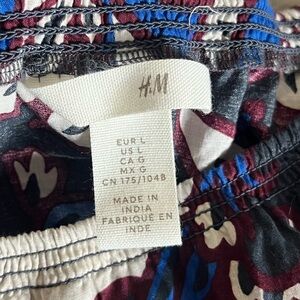 H.M
EUR L
US L
CA G
MX G
CN 175/104B
MADE IN
INDIA
FABRIQUÉ EN
INDE